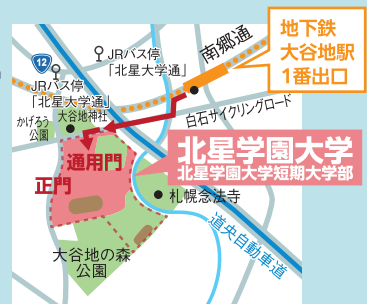 地下鉄
大谷地駅
1番出口
南郷通
JRバス停
「北星大学通」
12
JRバス停
「北星大学通」
大谷地神社
かげろう
公園
白石サイクリングロード
北星学園大学
北星学園大学短期大学部
通用門
正門
札幌念法寺
大谷地の森
公園
道央自動車道